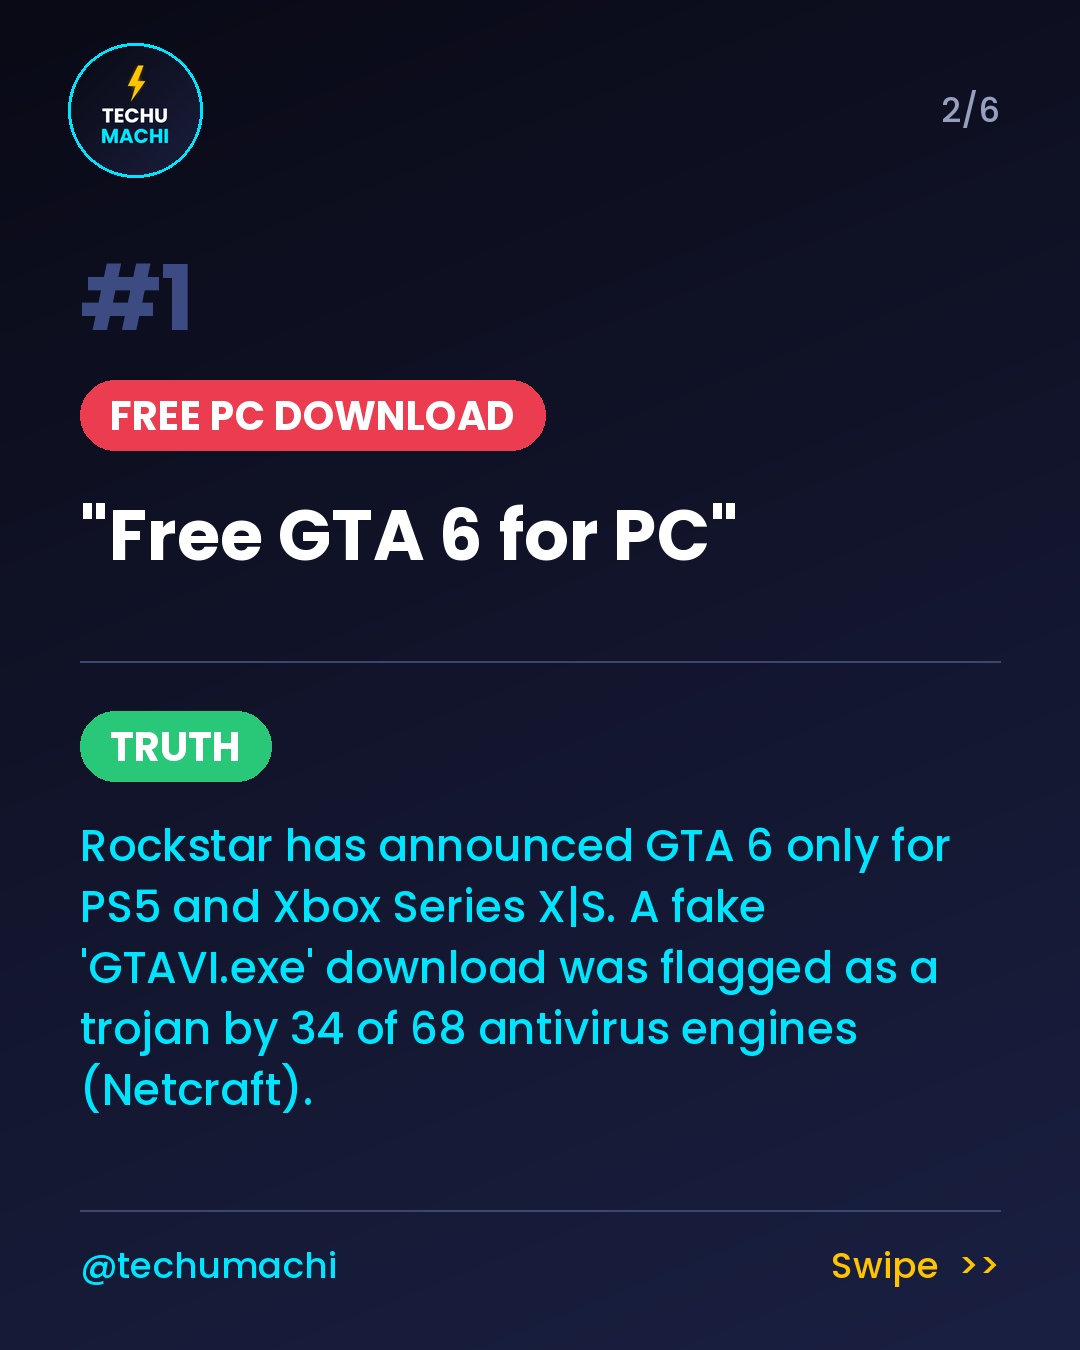 TECHU
MACHI
2/6
#1
FREE PC DOWNLOAD
"Free GTA 6 for PC"
TRUTH
Rockstar has announced GTA 6 only for
PS5 and Xbox Series X|S. A fake
'GTAVI.exe' download was flagged as a
trojan by 34 of 68 antivirus engines
(Netcraft).
@techumachi
Swipe >>